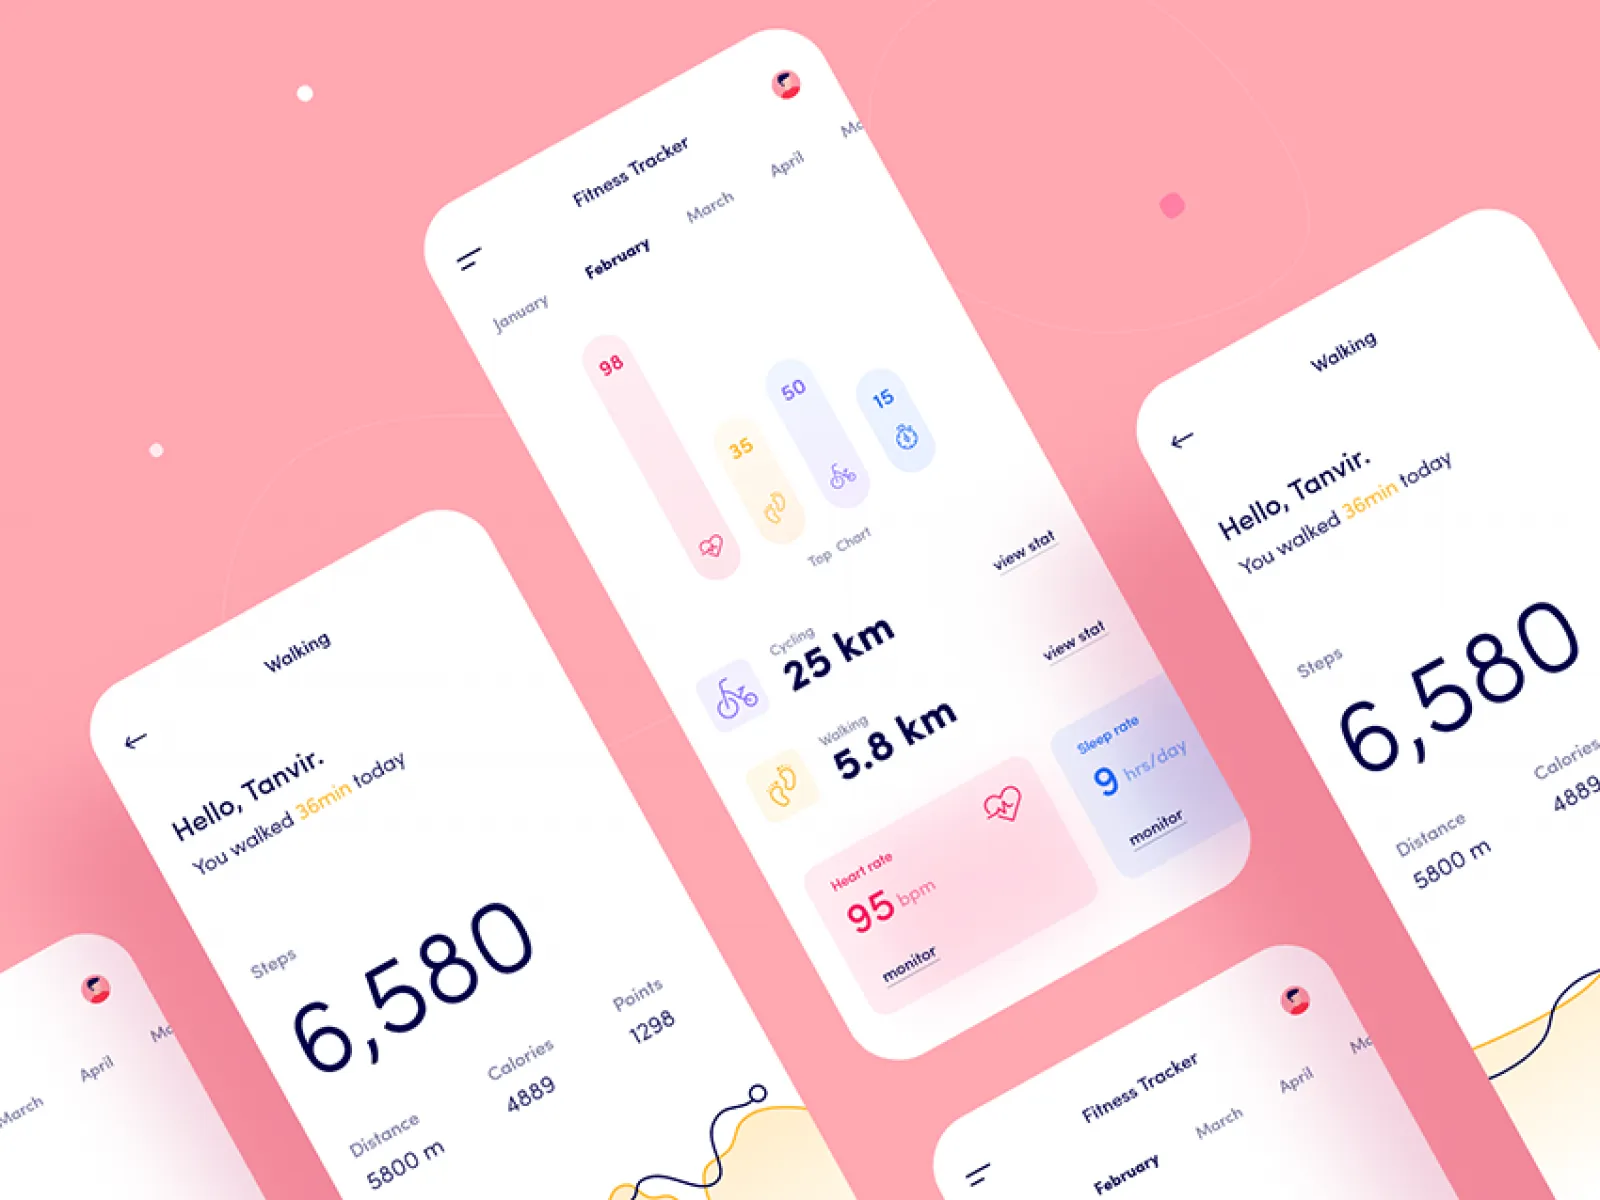 Fitness Tracker
January
February
March
April
98
35
50
15
Top Chart
Cycling
25 km
view stat
Walking
5.8 km
view stat
Heart rate
95 bpm
monitor
Sleep rate
9 hrs/day
monitor
Walking
Hello, Tanvir.
You walked 36min today
Steps
6,580
Distance
5800 m
Calories
4889
Points
1298
Walking
Hello, Tanvir.
You walked 36min today
Steps
6,580
Distance
5800 m
Calories
4889
March
April
Fitness Tracker
February
March
April